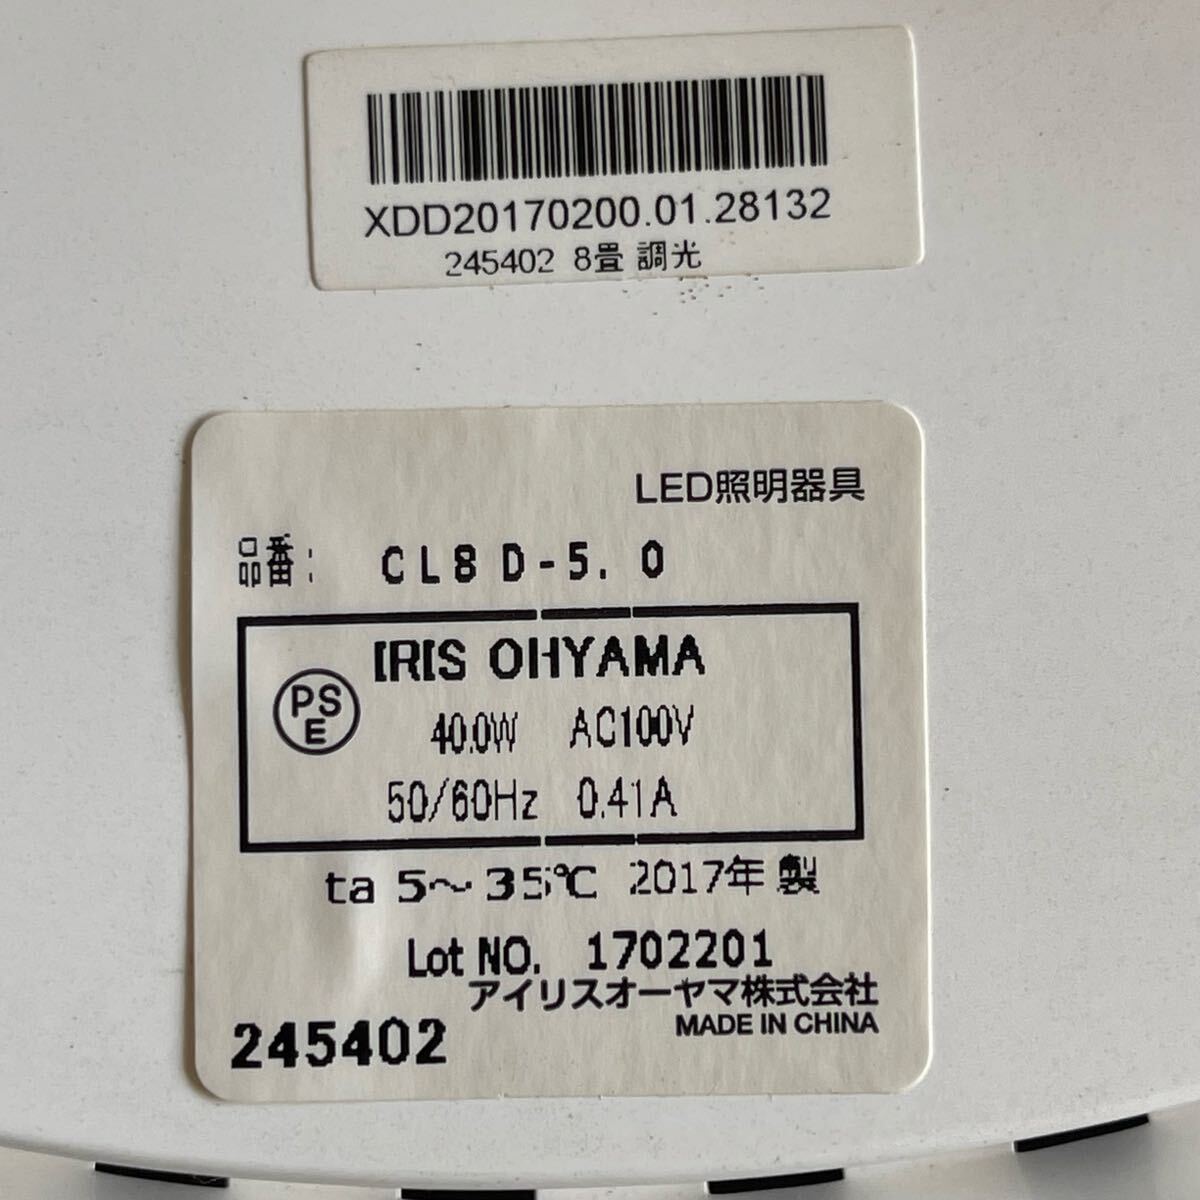 XDD20170200.01.28132
245402 8畳 調光
LED照明器具
品番: CL8D-5.0
IRIS OHYAMA
PSE
40.0W AC100V
50/60Hz 0.41A
ta 5~35℃ 2017年製
Lot NO. 1702201
アイリスオーヤマ株式会社
MADE IN CHINA
245402